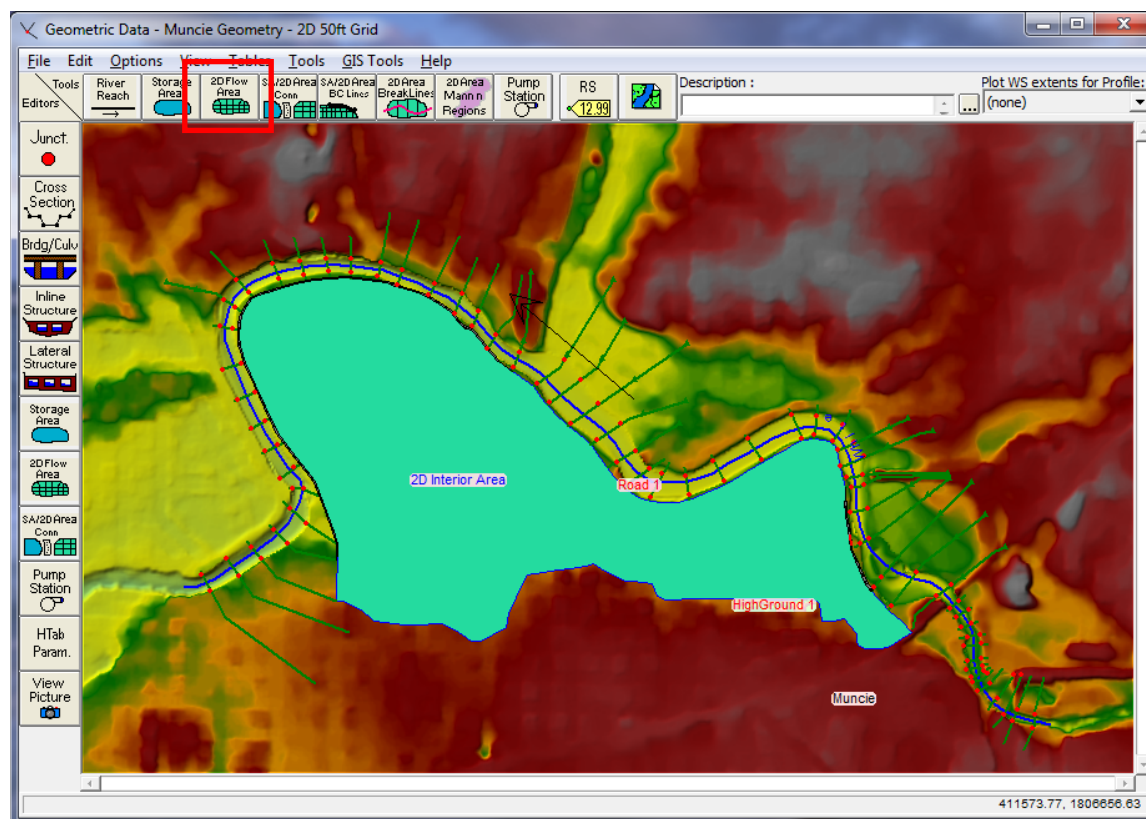 Geometric Data - Muncie Geometry - 2D 50ft Grid
File Edit Options View Tables Tools GIS Tools Help
Tools
Editors
River
Reach
Storage
Area
2D Flow
Area
SA/2D Area
Conn
SA/2D Area
BC Lines
2D Area
BreakLines
2D Area
Mann n
Regions
Pump
Station
RS
12.99
Description :
...
Plot WS extents for Profile:
(none)
Junct.
Cross
Section
Brdg/Culv
Inline
Structure
Lateral
Structure
Storage
Area
2D Flow
Area
SA/2D Area
Conn
Pump
Station
HTab
Param.
View
Picture
2D Interior Area
Road 1
HighGround 1
Muncie
411573.77, 1806656.63